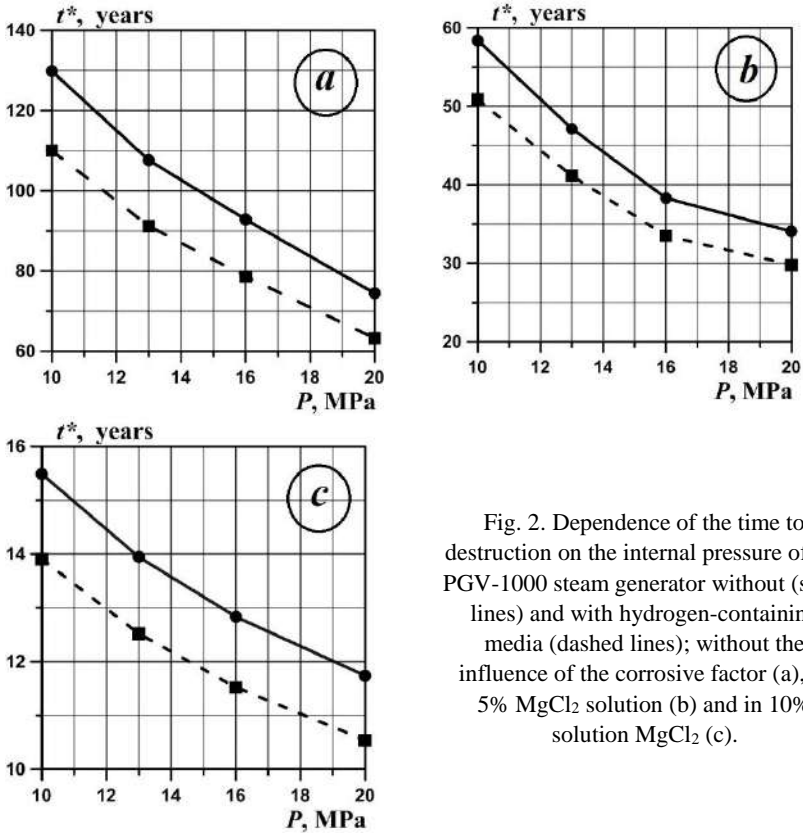 t*, years
140
120
100
80
60
10 12 14 16 18 20
P, MPa
a
t*, years
60
50
40
30
20
10 12 14 16 18 20
P, MPa
b
t*, years
16
14
12
10
10 12 14 16 18 20
P, MPa
c
Fig. 2. Dependence of the time to
destruction on the internal pressure of
PGV-1000 steam generator without (s
lines) and with hydrogen-containin
media (dashed lines); without the
influence of the corrosive factor (a),
5% MgCl₂ solution (b) and in 10%
solution MgCl₂ (c).